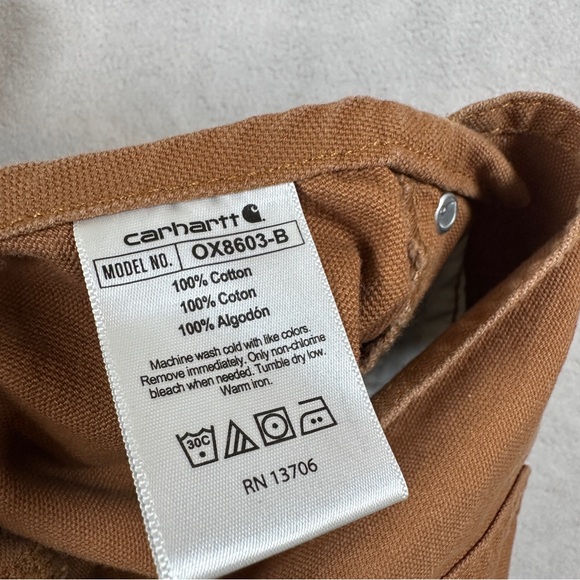 carhartt
MODEL NO. OX8603-B
100% Cotton
100% Coton
100% Algodón
Machine wash cold with like colors.
Remove immediately. Only non-chlorine
bleach when needed. Tumble dry low.
Warm iron.
30C
RN 13706